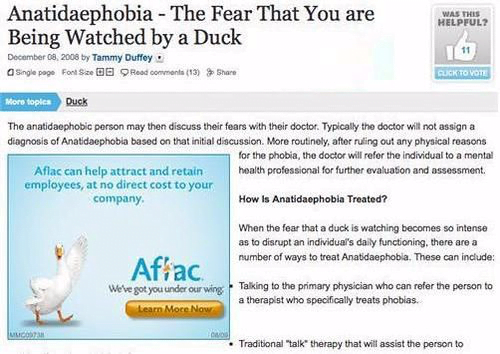 Anatidaephobia - The Fear That You are
Being Watched by a Duck
WAS THIS
HELPFUL?
11
CLICK TO VOTE
December 08, 2008 by Tammy Duffey
Single page Font Size Read comments (13) Share
More topics Duck
The anatidaephobic person may then discuss their fears with their doctor. Typically the doctor will not assign a
diagnosis of Anatidaephobia based on that initial discussion. More routinely, after ruling out any physical reasons
for the phobia, the doctor will refer the individual to a mental
health professional for further evaluation and assessment.
Aflac can help attract and retain
employees, at no direct cost to your
company.
Aflac
We've got you under our wing.
Learn More Now
MMC09738
08/09
How Is Anatidaephobia Treated?
When the fear that a duck is watching becomes so intense
as to disrupt an individual's daily functioning, there are a
number of ways to treat Anatidaephobia. These can include:
• Talking to the primary physician who can refer the person to
a therapist who specifically treats phobias.
• Traditional "talk" therapy that will assist the person to